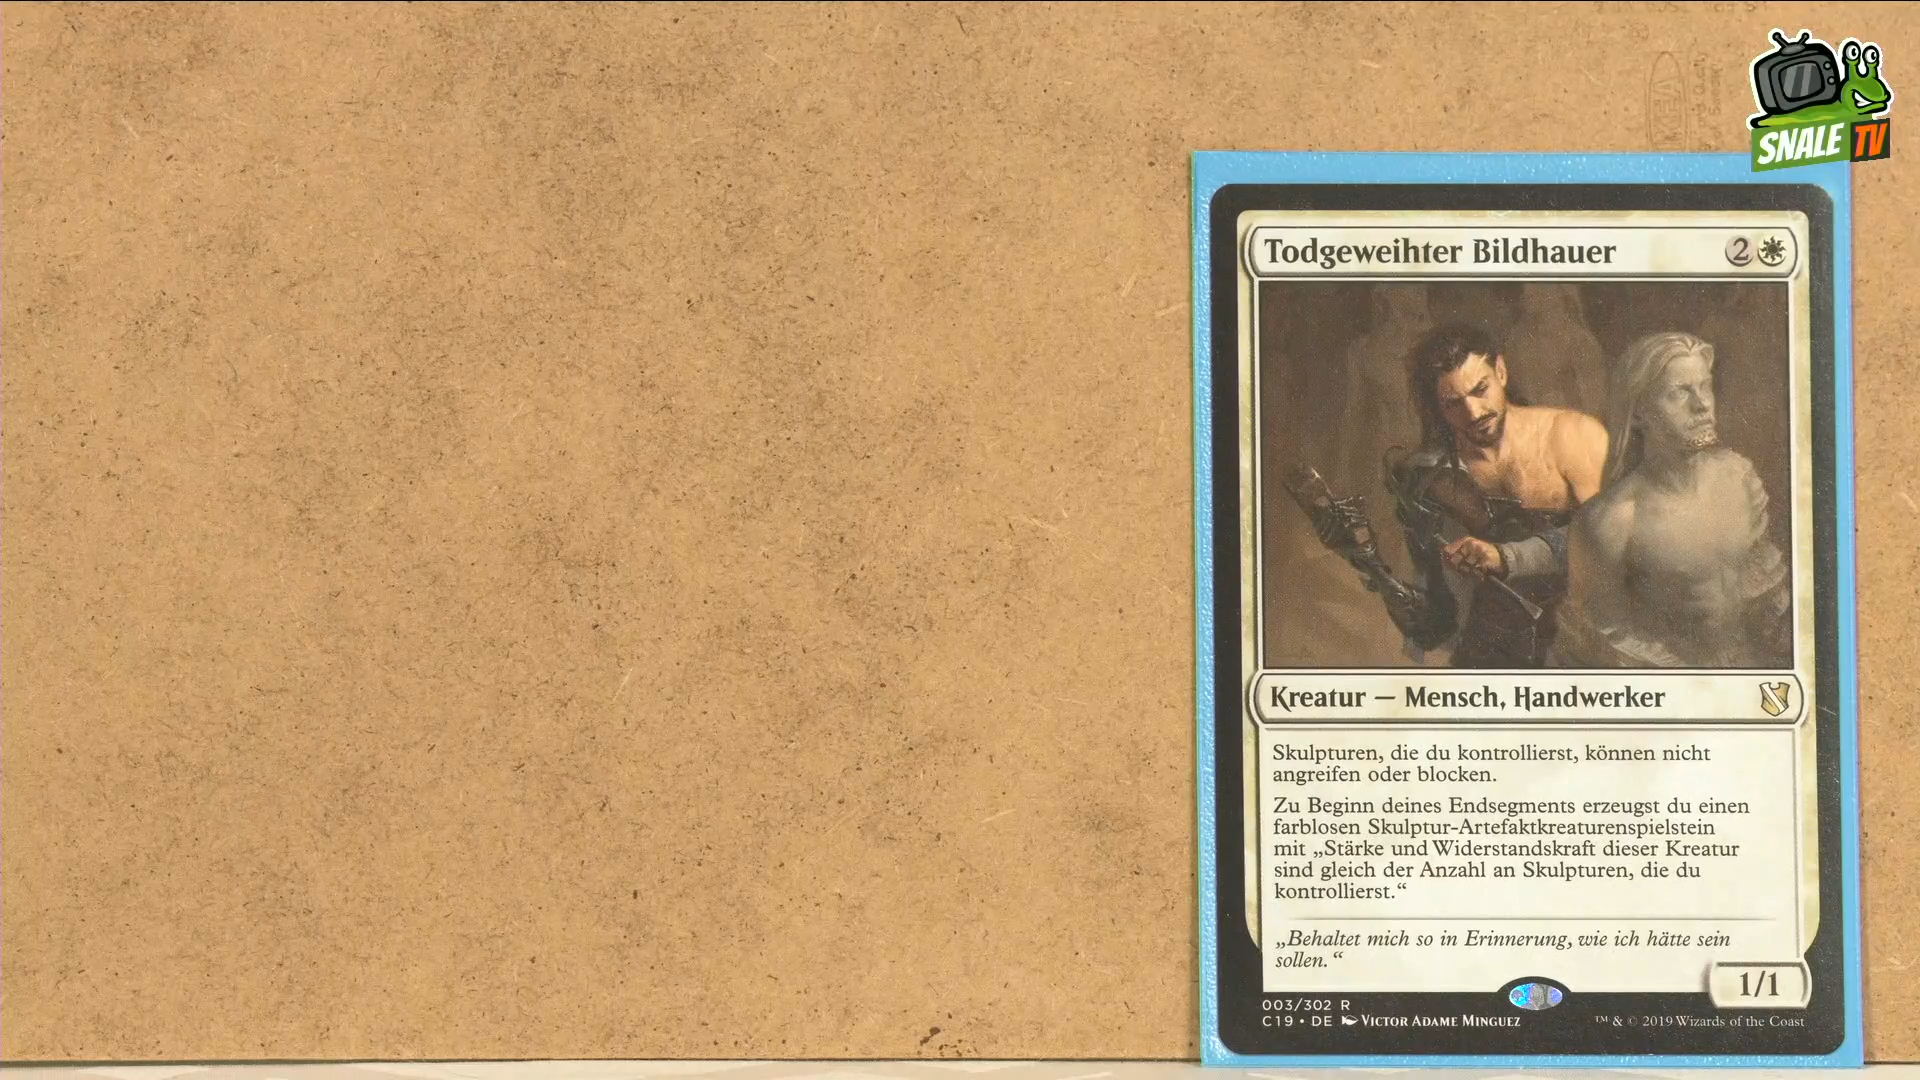 SNALE TV
Todgeweihter Bildhauer 2
Kreatur — Mensch, Handwerker
Skulpturen, die du kontrollierst, können nicht
angreifen oder blocken.
Zu Beginn deines Endsegments erzeugst du einen
farblosen Skulptur-Artefaktkreaturenspielstein
mit „Stärke und Widerstandskraft dieser Kreatur
sind gleich der Anzahl an Skulpturen, die du
kontrollierst.“
„Behaltet mich so in Erinnerung, wie ich hätte sein
sollen.“
1/1
003/302 R
C19 • DE VICTOR ADAME MINGUEZ
™ & © 2019 Wizards of the Coast